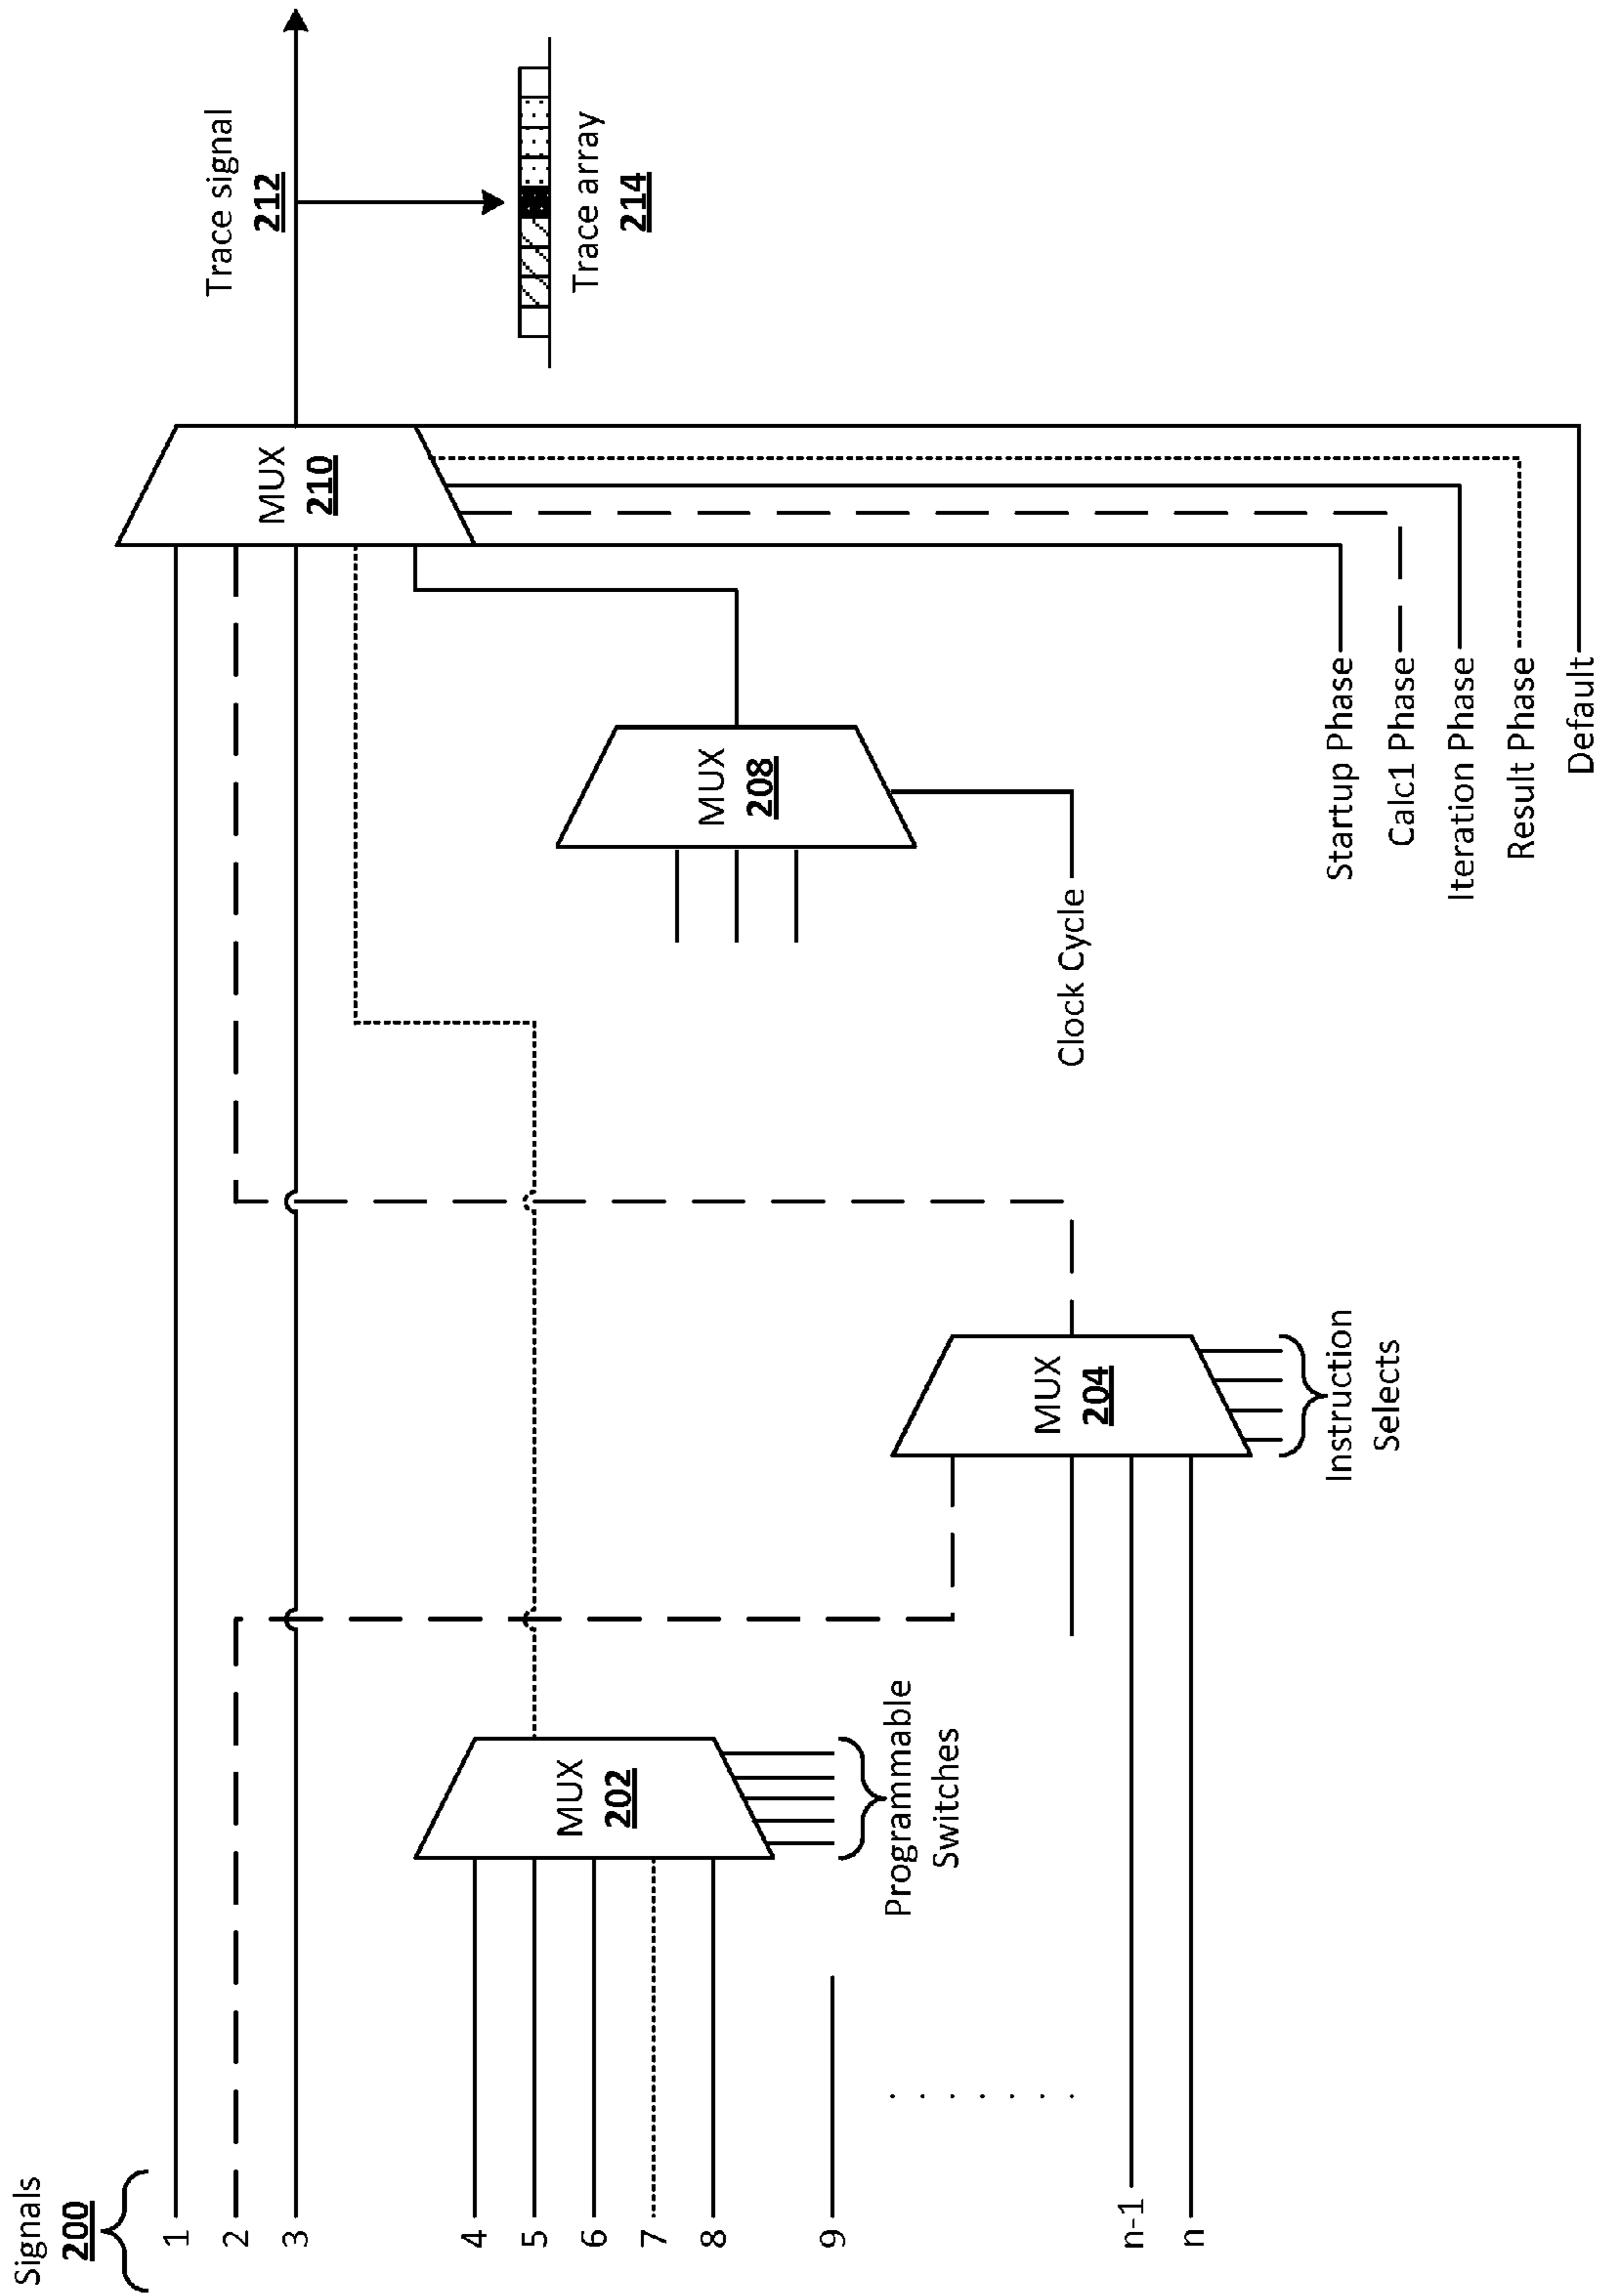 Signals
200
1
2
3
4
5
6
7
8
9
n-1
n
MUX
202
Programmable
Switches
MUX
204
Instruction
Selects
MUX
208
Clock Cycle
MUX
210
Startup Phase
Calc1 Phase
Iteration Phase
Result Phase
Default
Trace signal
212
Trace array
214